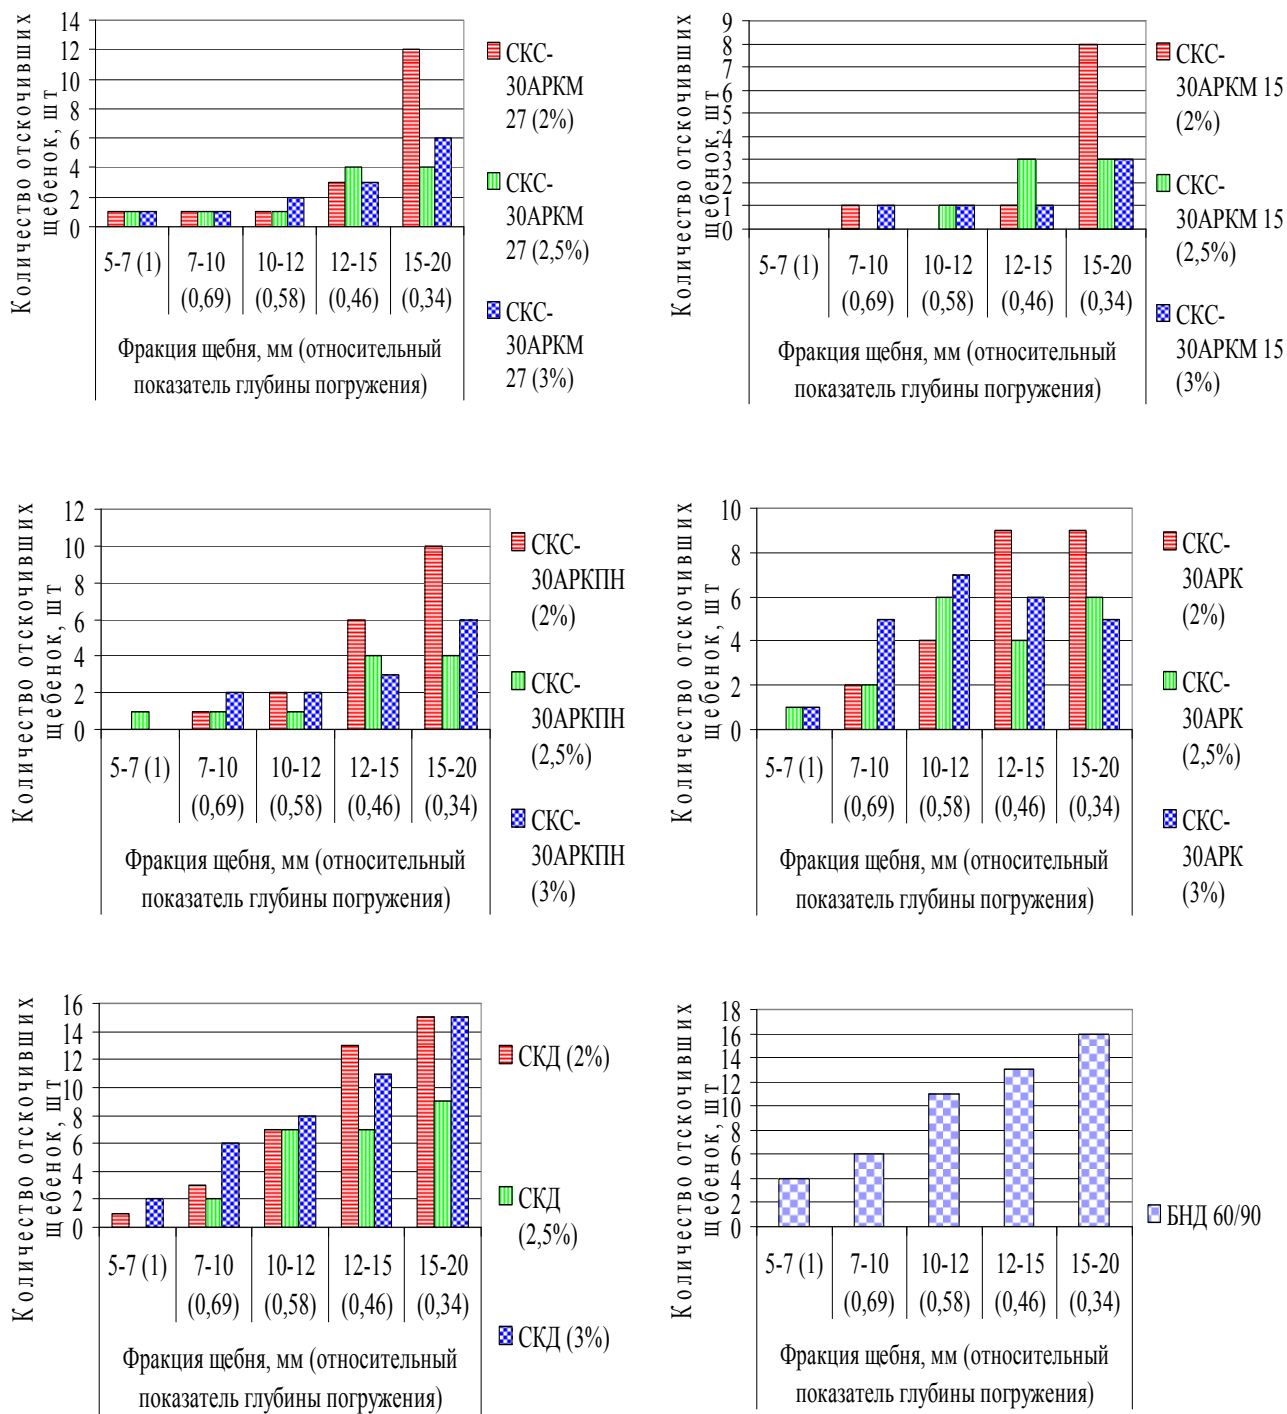 Количество отскочивших
щебенок, шт
14
12
10
8
6
4
2
0
5-7 (1)
7-10
(0,69)
10-12
(0,58)
12-15
(0,46)
15-20
(0,34)
Фракция щебня, мм (относительный
показатель глубины погружения)
СКС-
30АРКМ
27 (2%)
СКС-
30АРКМ
27 (2,5%)
СКС-
30АРКМ
27 (3%)
Количество отскочивших
щебенок, шт
9
8
7
6
5
4
3
2
1
0
5-7 (1)
7-10
(0,69)
10-12
(0,58)
12-15
(0,46)
15-20
(0,34)
Фракция щебня, мм (относительный
показатель глубины погружения)
СКС-
30АРКМ 15
(2%)
СКС-
30АРКМ 15
(2,5%)
СКС-
30АРКМ 15
(3%)
Количество отскочивших
щебенок, шт
12
10
8
6
4
2
0
5-7 (1)
7-10
(0,69)
10-12
(0,58)
12-15
(0,46)
15-20
(0,34)
Фракция щебня, мм (относительный
показатель глубины погружения)
СКС-
30АРКПН
(2%)
СКС-
30АРКПН
(2,5%)
СКС-
30АРКПН
(3%)
Количество отскочивших
щебенок, шт
10
8
6
4
2
0
5-7 (1)
7-10
(0,69)
10-12
(0,58)
12-15
(0,46)
15-20
(0,34)
Фракция щебня, мм (относительный
показатель глубины погружения)
СКС-
30АРК
(2%)
СКС-
30АРК
(2,5%)
СКС-
30АРК
(3%)
Количество отскочивших
щебенок, шт
16
14
12
10
8
6
4
2
0
5-7 (1)
7-10
(0,69)
10-12
(0,58)
12-15
(0,46)
15-20
(0,34)
Фракция щебня, мм (относительный
показатель глубины погружения)
СКД (2%)
СКД
(2,5%)
СКД (3%)
Количество отскочивших
щебенок, шт
18
16
14
12
10
8
6
4
2
0
5-7 (1)
7-10
(0,69)
10-12
(0,58)
12-15
(0,46)
15-20
(0,34)
Фракция щебня, мм (относительный
показатель глубины погружения)
БНД 60/90